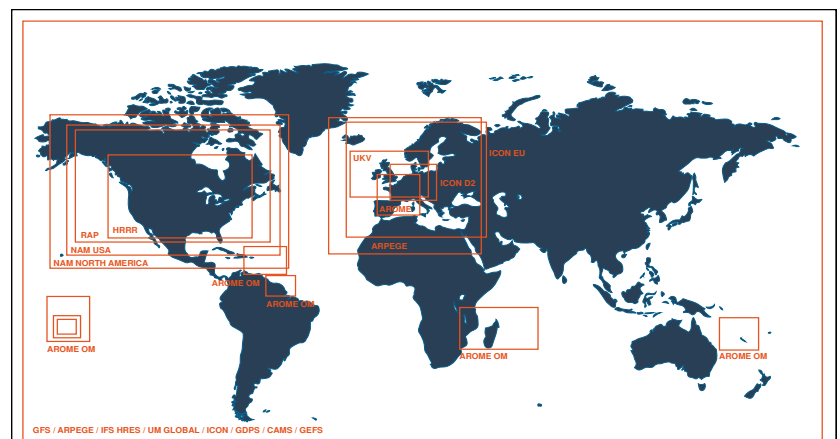 UKV
ICON EU
ICON D2
AROME
HRRR
RAP
ARPEGE
NAM USA
NAM NORTH AMERICA
AROME OM
AROME OM
AROME OM
AROME OM
AROME OM
GFS / ARPEGE / IFS HRES / UM GLOBAL / ICON / GDPS / CAMS / GEFS